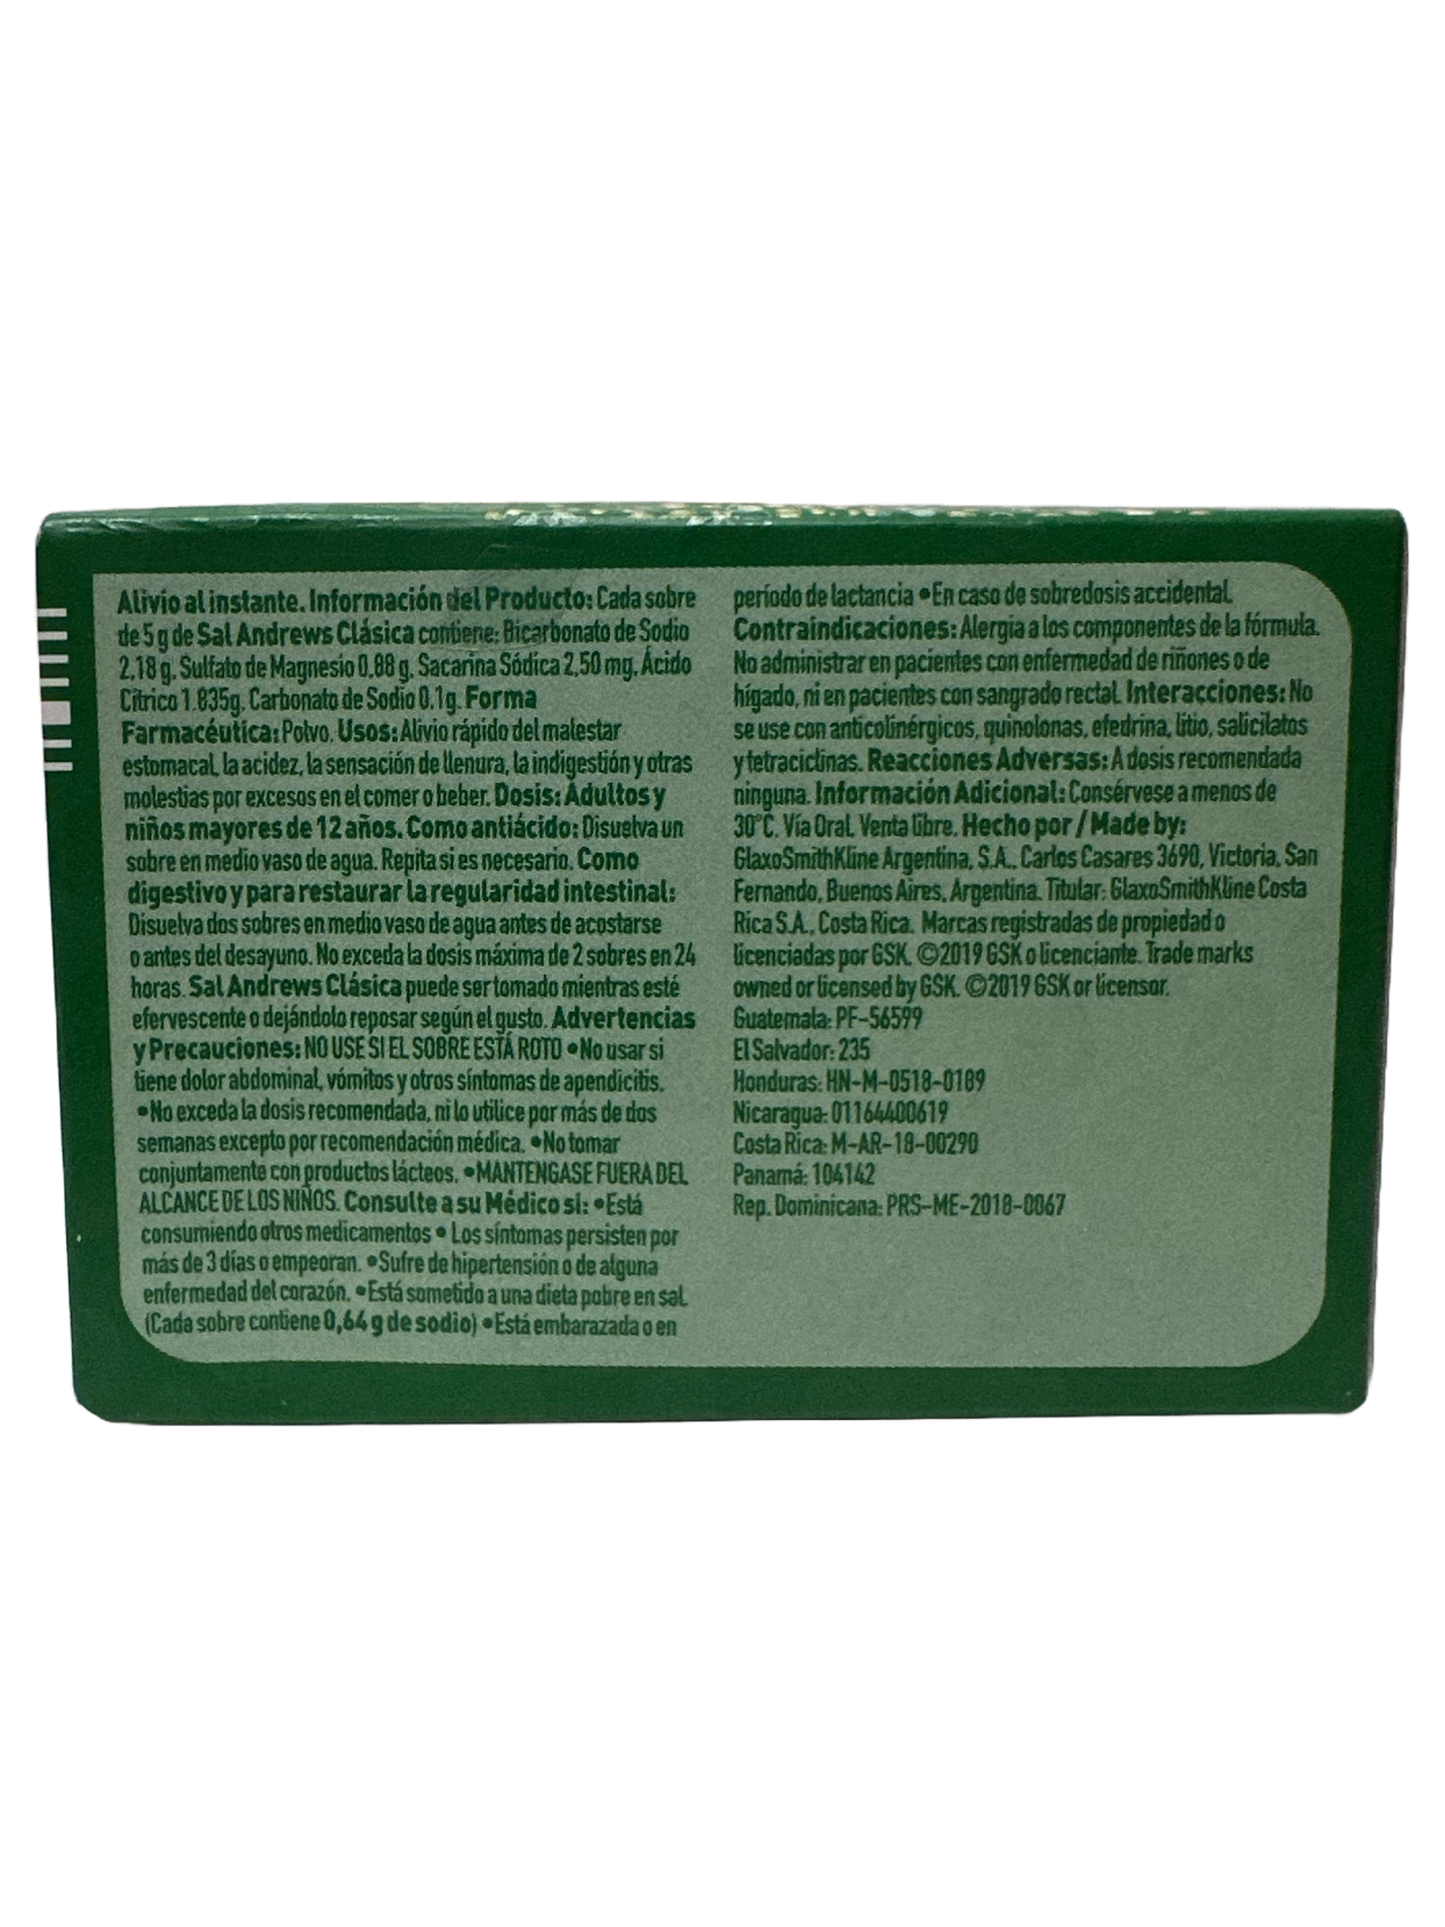 Alivio al instante. Información del Producto: Cada sobre
de 5 g de Sal Andrews Clásica contiene: Bicarbonato de Sodio
2,18 g, Sulfato de Magnesio 0,88 g, Sacarina Sódica 2,50 mg, Ácido
Cítrico 1.835g, Carbonato de Sodio 0,1g. Forma
Farmacéutica: Polvo. Usos: Alivio rápido del malestar
estomacal, la acidez, la sensación de llenura, la indigestión y otras
molestias por excesos en el comer o beber. Dosis: Adultos y
niños mayores de 12 años. Como antiácido: Disuelva un
sobre en medio vaso de agua. Repita si es necesario. Como
digestivo y para restaurar la regularidad intestinal:
Disuelva dos sobres en medio vaso de agua antes de acostarse
o antes del desayuno. No exceda la dosis máxima de 2 sobres en 24
horas. Sal Andrews Clásica puede ser tomado mientras esté
efervescente o dejándolo reposar según el gusto. Advertencias
y Precauciones: NO USE SI EL SOBRE ESTÁ ROTO •No usar si
tiene dolor abdominal, vómitos y otros síntomas de apendicitis.
•No exceda la dosis recomendada, ni lo utilice por más de dos
semanas excepto por recomendación médica. •No tomar
conjuntamente con productos lácteos. •MANTENGASE FUERA DEL
ALCANCE DE LOS NIÑOS. Consulte a su Médico si: •Está
consumiendo otros medicamentos • Los síntomas persisten por
más de 3 días o empeoran. •Sufre de hipertensión o de alguna
enfermedad del corazón. •Está sometido a una dieta pobre en sal.
(Cada sobre contiene 0,64 g de sodio) •Está embarazada o en
período de lactancia •En caso de sobredosis accidental.
Contraindicaciones: Alergia a los componentes de la fórmula.
No administrar en pacientes con enfermedad de riñones o de
hígado, ni en pacientes con sangrado rectal. Interacciones: No
se use con anticolinérgicos, quinolonas, efedrina, litio, salicilatos
y tetraciclinas. Reacciones Adversas: A dosis recomendada
ninguna. Información Adicional: Consérvese a menos de
30°C. Vía Oral. Venta libre. Hecho por / Made by:
GlaxoSmithKline Argentina, S.A., Carlos Casares 3690, Victoria, San
Fernando, Buenos Aires, Argentina. Titular: GlaxoSmithKline Costa
Rica S.A., Costa Rica. Marcas registradas de propiedad o
licenciadas por GSK. ©2019 GSK o licenciante. Trade marks
owned or licensed by GSK. ©2019 GSK or licensor.
Guatemala: PF-56599
El Salvador: 235
Honduras: HN-M-0518-0189
Nicaragua: 01164400619
Costa Rica: M-AR-18-00290
Panamá: 104142
Rep. Dominicana: PRS-ME-2018-0067